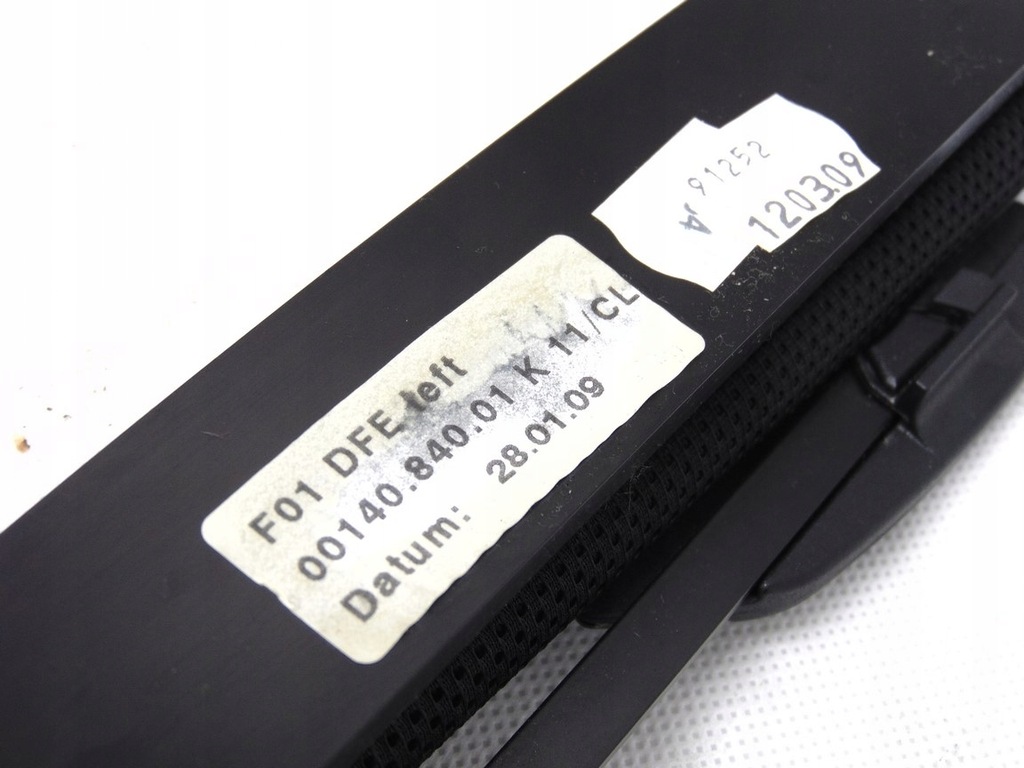 F01 DFE left
00140.840.01 K 11/CL
Datum: 28.01.09
91252
120309